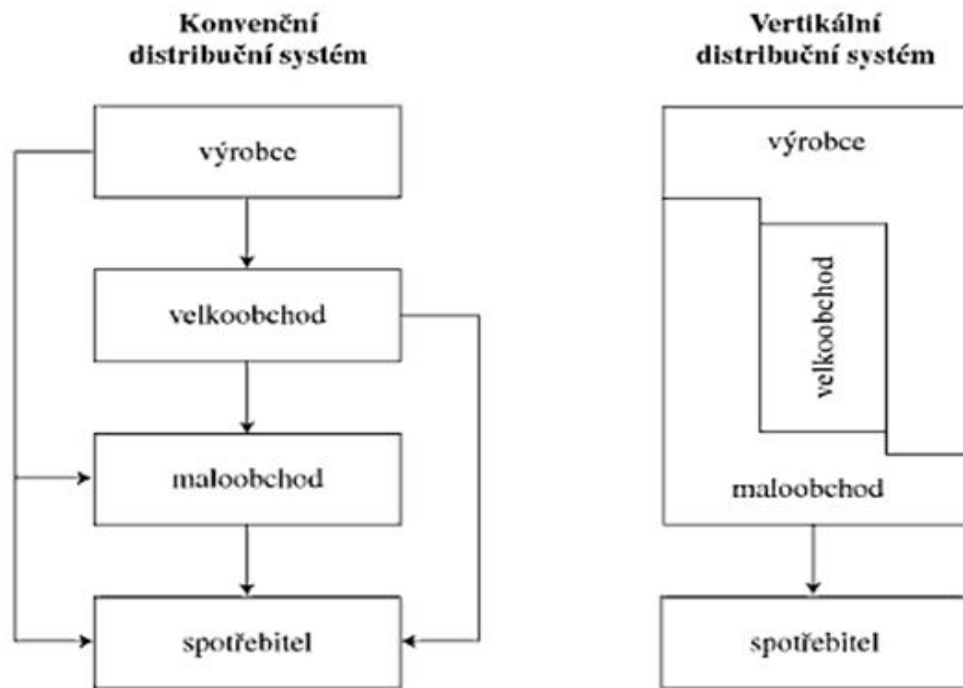 Konvenční
distribuční systém
výrobce
velkoobchod
maloobchod
spotřebitel
Vertikální
distribuční systém
výrobce
velkoobchod
maloobchod
spotřebitel